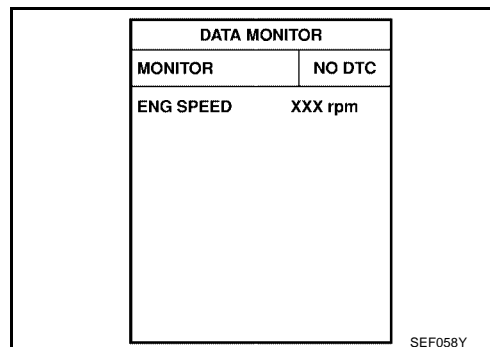 DATA MONITOR
MONITOR NO DTC
ENG SPEED XXX rpm
SEF058Y